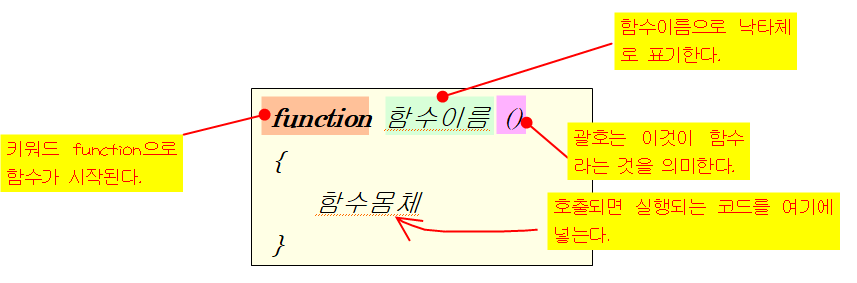 함수이름으로 낙타체
로 표기한다.
function 함수이름 ()
키워드 function으로
함수가 시작된다.
괄호는 이것이 함수
라는 것을 의미한다.
{
함수몸체
호출되면 실행되는 코드를 여기에
넣는다.
}